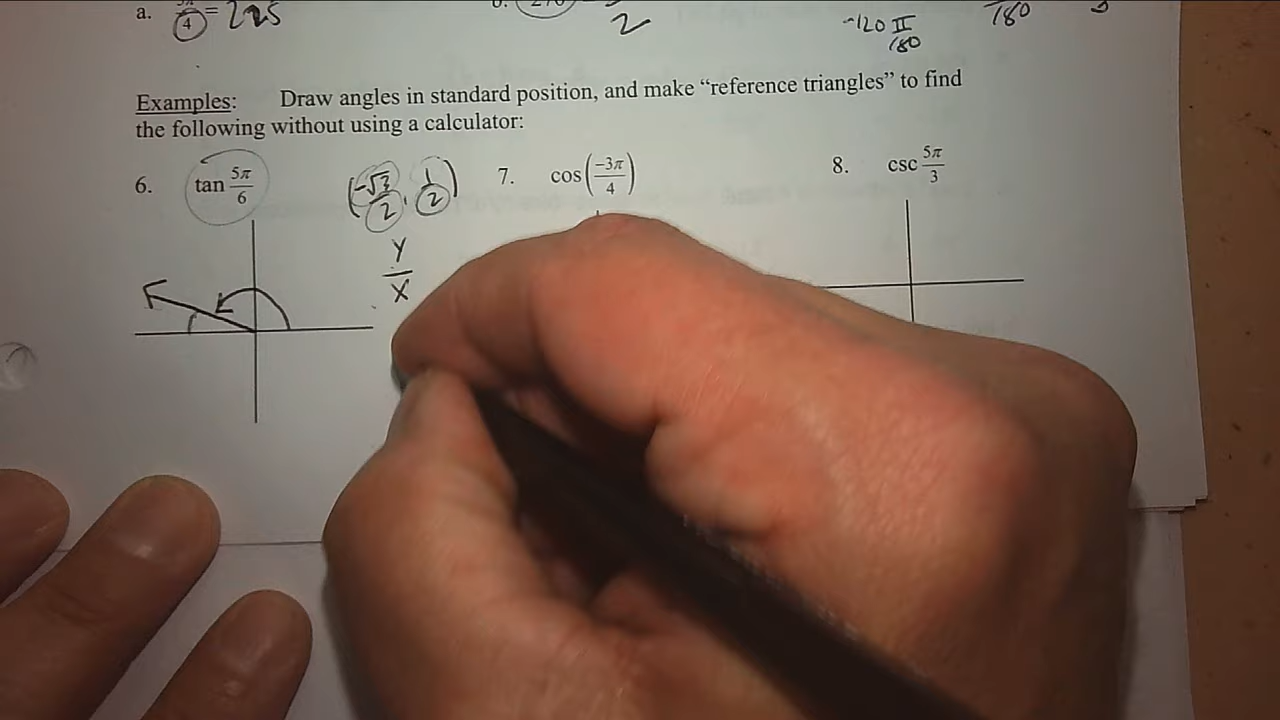 a. 5π/4 = 225
2
-120 π/180
180
Examples: Draw angles in standard position, and make “reference triangles” to find
the following without using a calculator:
6. tan 5π/6 (-√3/2, 1/2) 7. cos(-3π/4) 8. csc 5π/3
Y/X